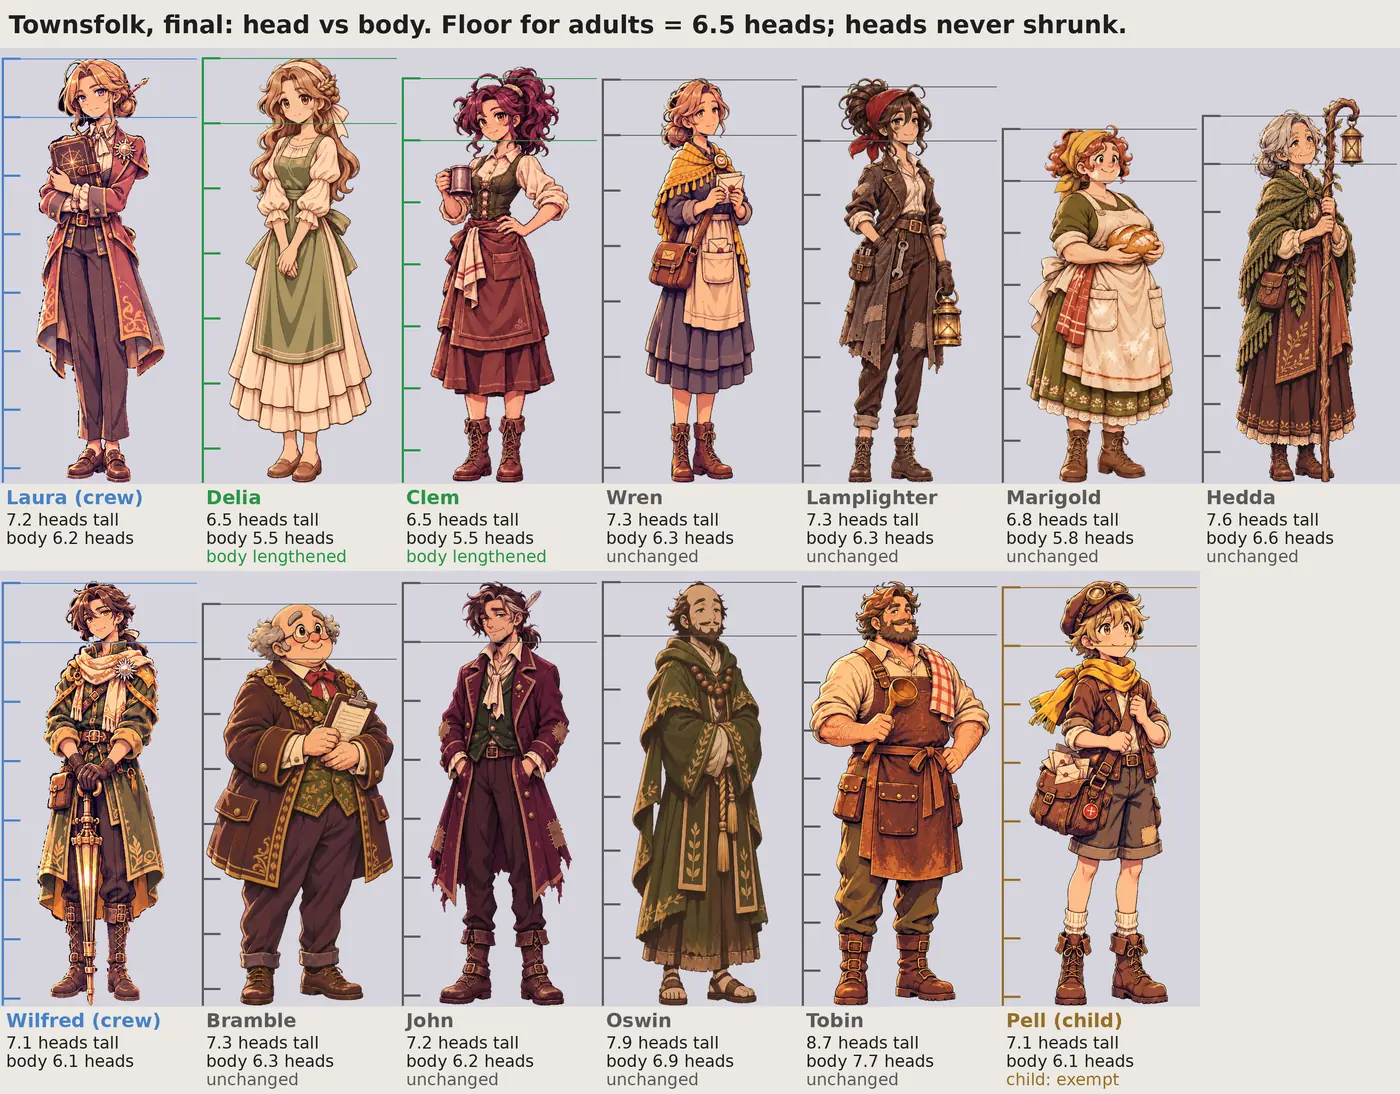 Townsfolk, final: head vs body. Floor for adults = 6.5 heads; heads never shrunk.
Laura (crew)
7.2 heads tall
body 6.2 heads
Delia
6.5 heads tall
body 5.5 heads
body lengthened
Clem
6.5 heads tall
body 5.5 heads
body lengthened
Wren
7.3 heads tall
body 6.3 heads
unchanged
Lamplighter
7.3 heads tall
body 6.3 heads
unchanged
Marigold
6.8 heads tall
body 5.8 heads
unchanged
Hedda
7.6 heads tall
body 6.6 heads
unchanged
Wilfred (crew)
7.1 heads tall
body 6.1 heads
Bramble
7.3 heads tall
body 6.3 heads
unchanged
John
7.2 heads tall
body 6.2 heads
unchanged
Oswin
7.9 heads tall
body 6.9 heads
unchanged
Tobin
8.7 heads tall
body 7.7 heads
unchanged
Pell (child)
7.1 heads tall
body 6.1 heads
child: exempt